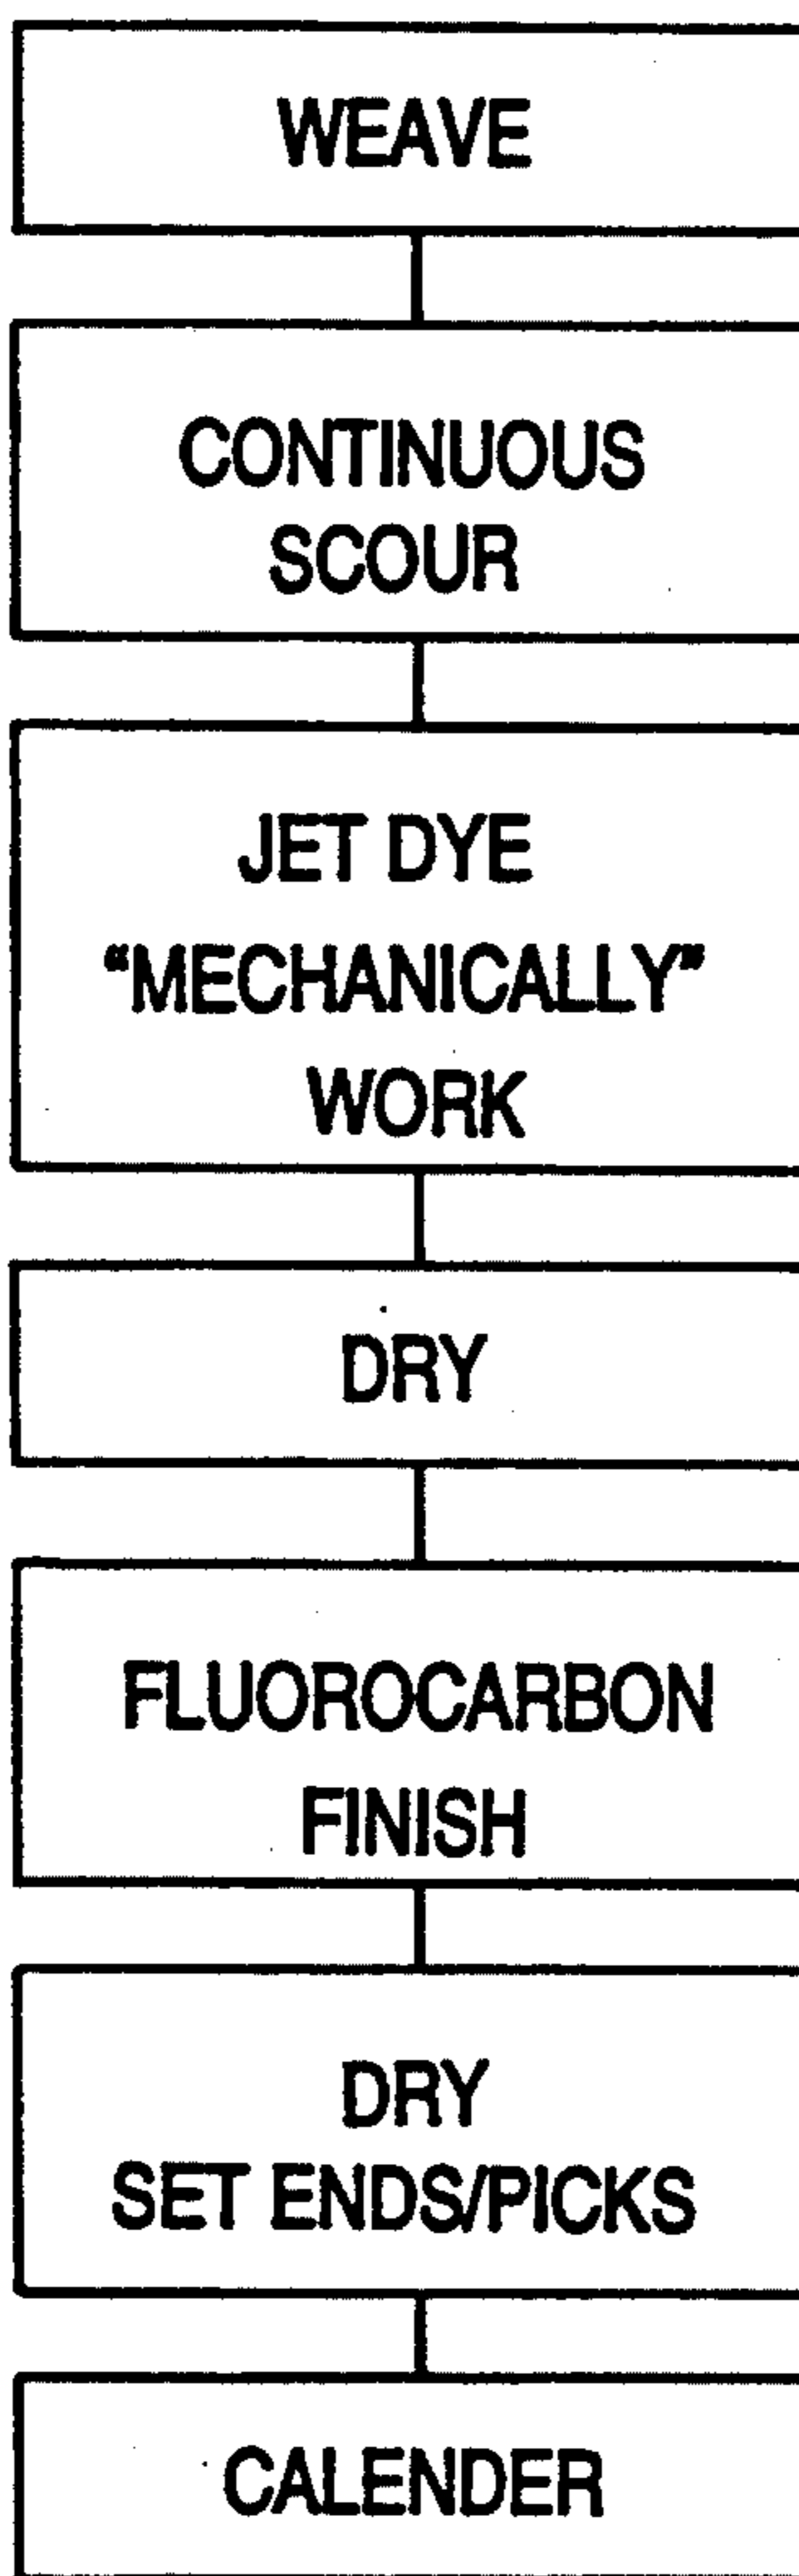 WEAVE
CONTINUOUS
SCOUR
JET DYE
“MECHANICALLY”
WORK
DRY
FLUOROCARBON
FINISH
DRY
SET ENDS/PICKS
CALENDER